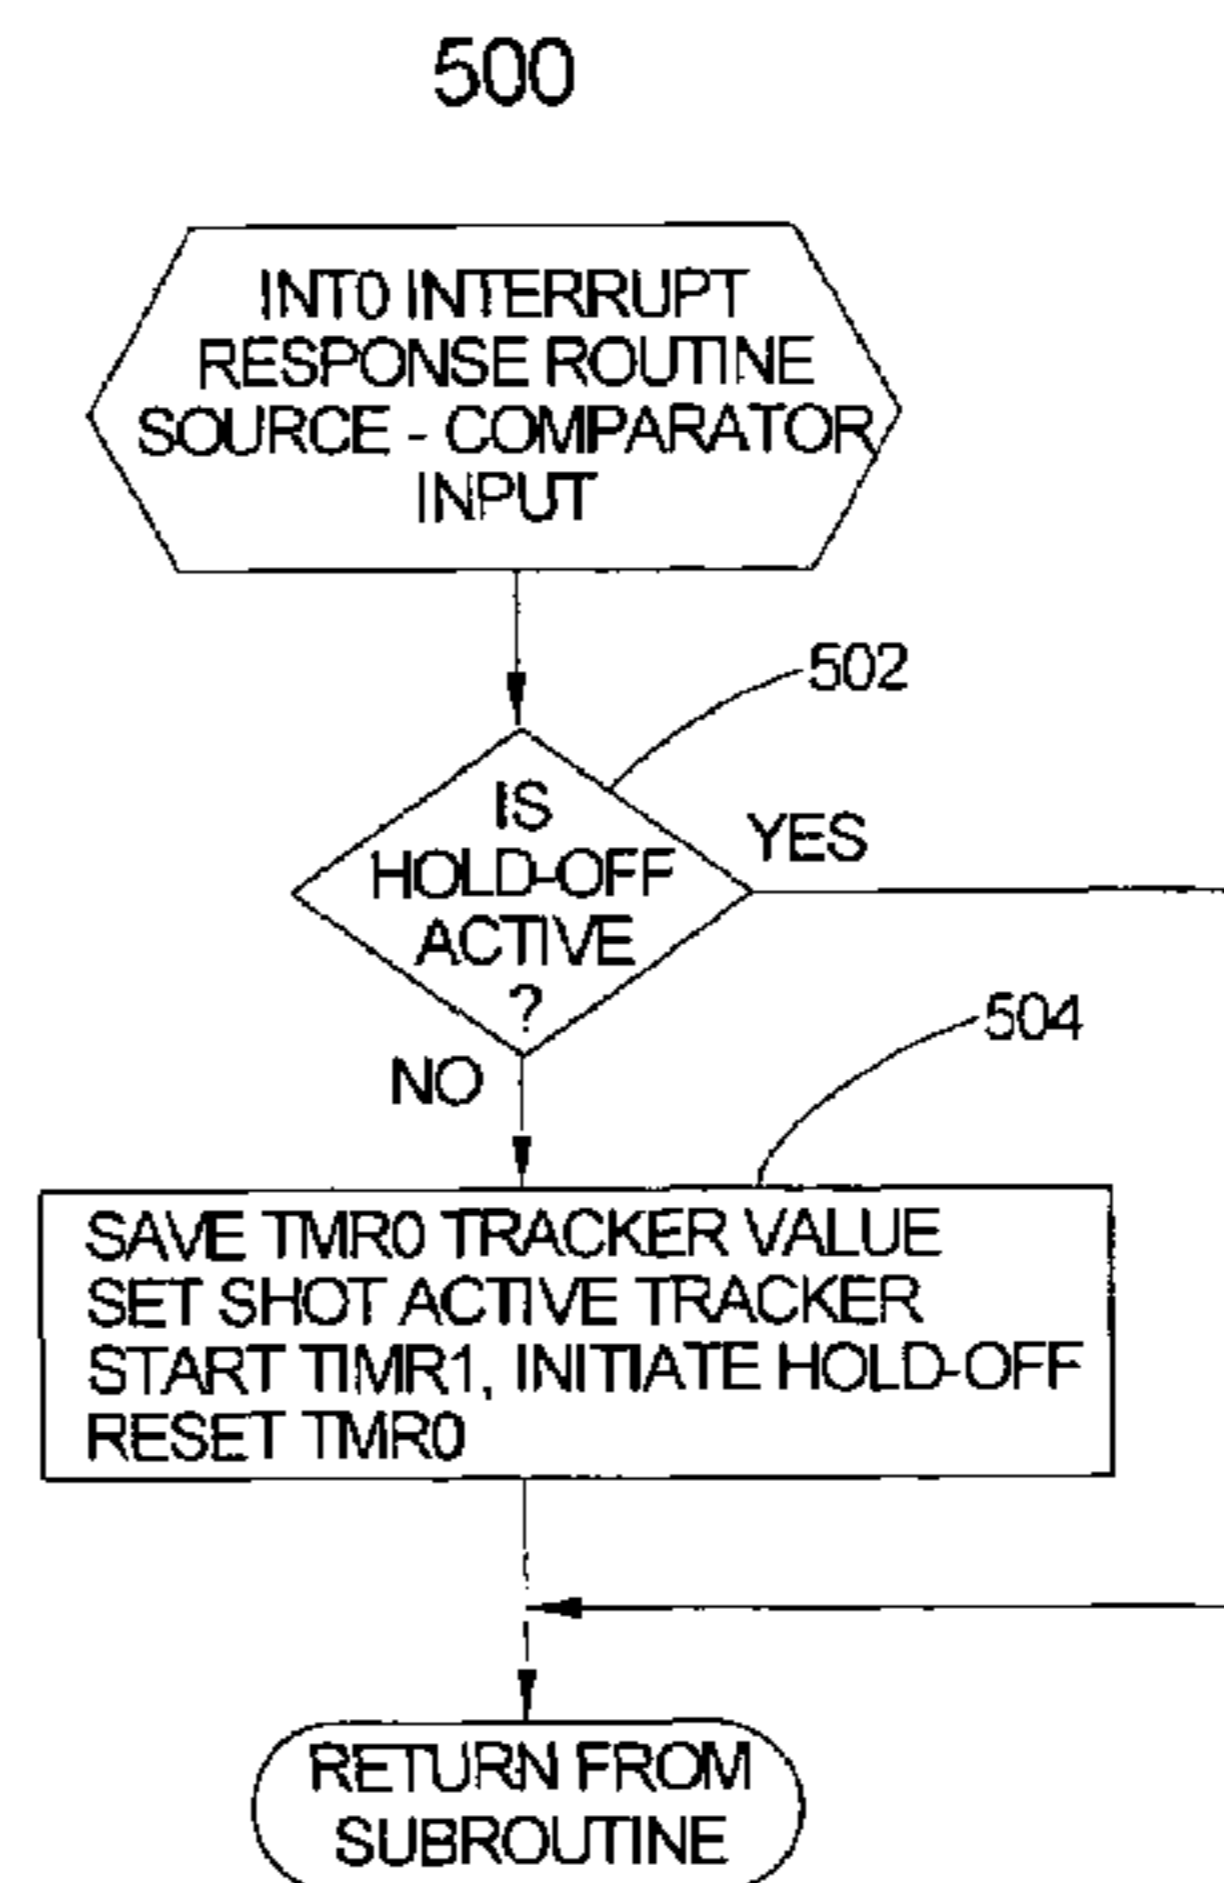 500
INT0 INTERRUPT
RESPONSE ROUTINE
SOURCE - COMPARATOR
INPUT
502
IS
HOLD-OFF
ACTIVE
?
YES
NO
504
SAVE TMR0 TRACKER VALUE
SET SHOT ACTIVE TRACKER
START TIMR1, INITIATE HOLD-OFF
RESET TMR0
RETURN FROM
SUBROUTINE